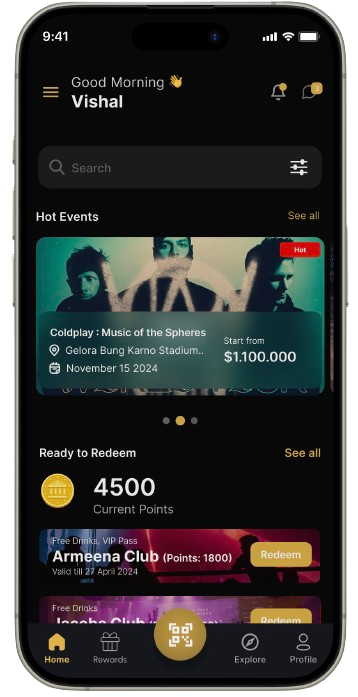 9:41
Good Morning 👋
Vishal
2
Search
Hot Events
See all
Hot
Coldplay : Music of the Spheres
Gelora Bung Karno Stadium..
November 15 2024
Start from
$1.100.000
Ready to Redeem
See all
4500
Current Points
Free Drinks, VIP Pass
Armeena Club (Points: 1800)
Valid till 27 April 2024
Redeem
Free Drinks
Redeem
Home
Rewards
Explore
Profile